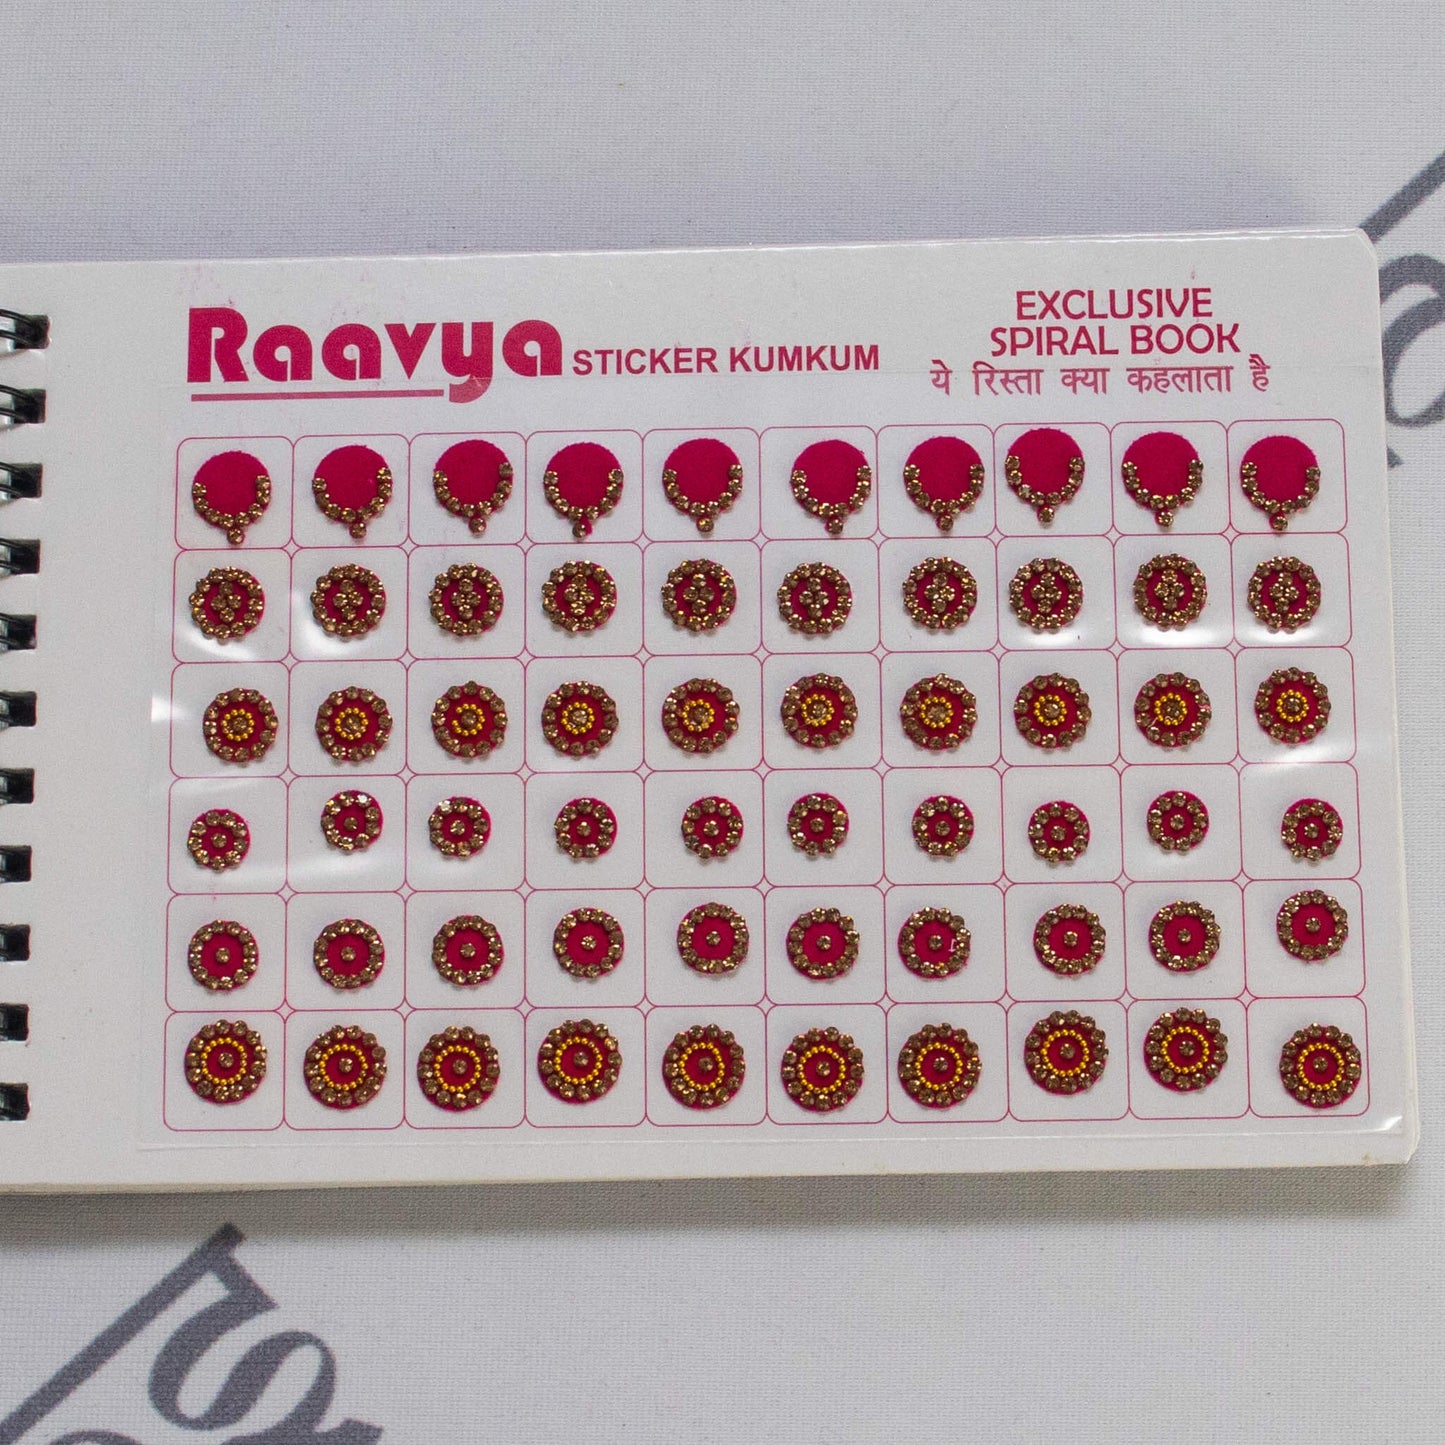 Raavya STICKER KUMKUM
EXCLUSIVE
SPIRAL BOOK
ये रिस्ता क्या कहलाता है